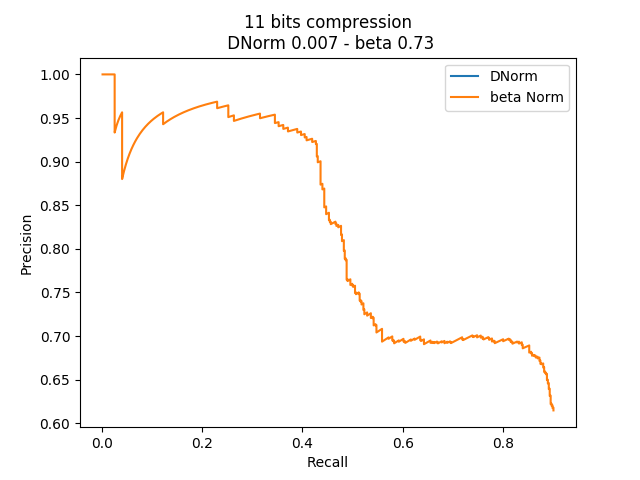 11 bits compression
DNorm 0.007 - beta 0.73
DNorm
beta Norm
1.00
0.95
0.90
0.85
0.80
0.75
0.70
0.65
0.60
Precision
0.0 0.2 0.4 0.6 0.8
Recall